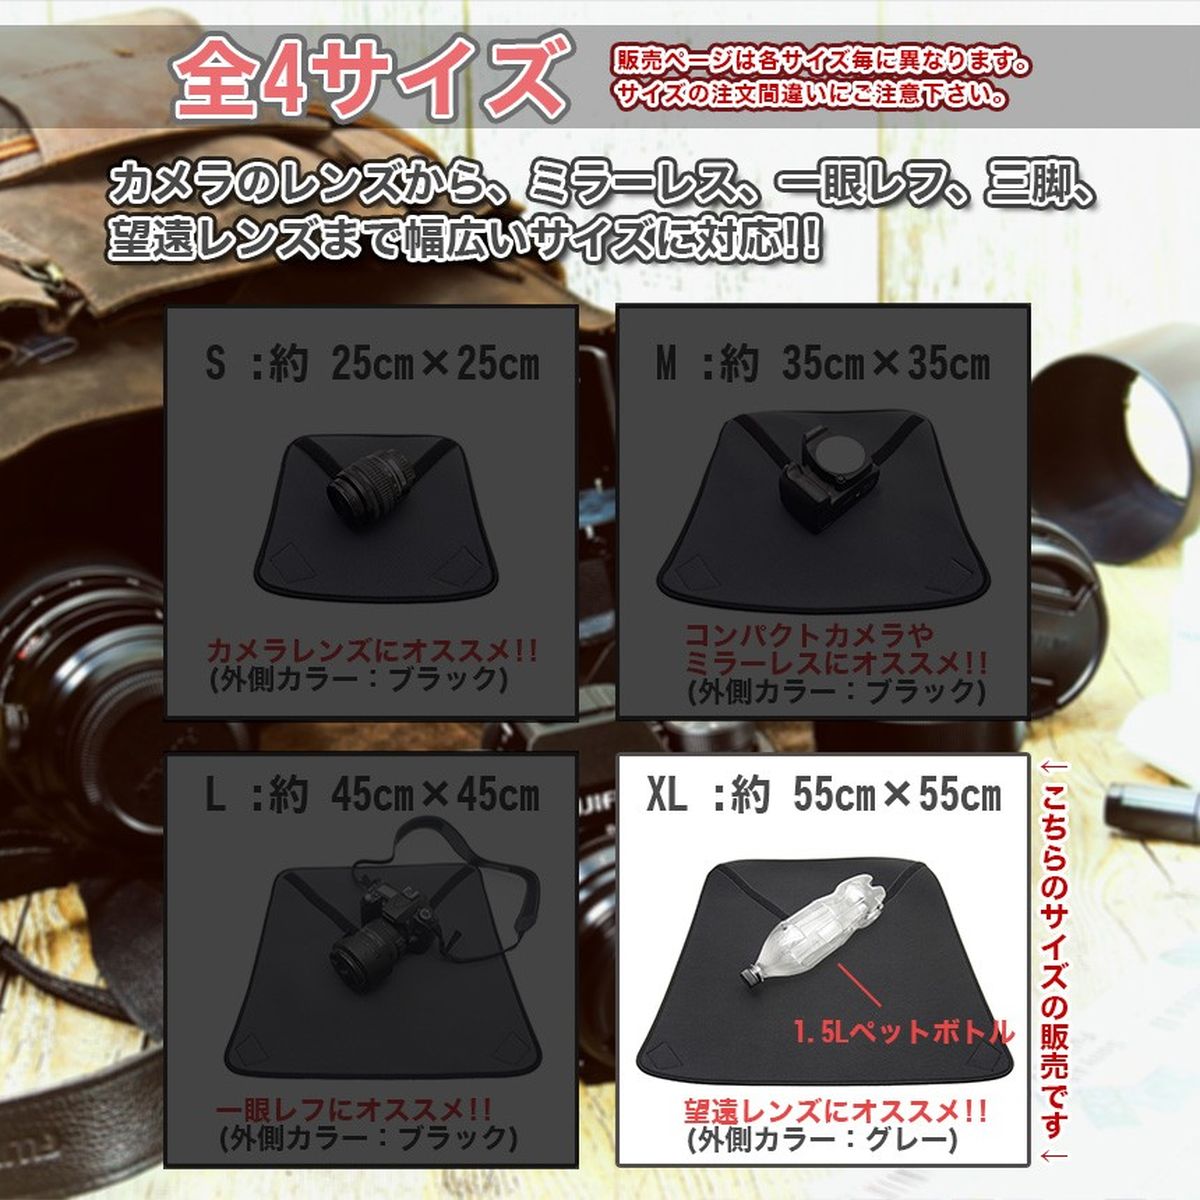 全4サイズ
販売ページは各サイズ毎に異なります。
サイズの注文間違いにご注意下さい。
カメラのレンズから、ミラーレス、一眼レフ、三脚、
望遠レンズまで幅広いサイズに対応!!
S :約 25cm×25cm
カメラレンズにオススメ!!
(外側カラー：ブラック)
M :約 35cm×35cm
コンパクトカメラや
ミラーレスにオススメ!!
(外側カラー：ブラック)
L :約 45cm×45cm
一眼レフにオススメ!!
(外側カラー：ブラック)
XL :約 55cm×55cm
1.5Lペットボトル
望遠レンズにオススメ!!
(外側カラー：グレー)
←こちらのサイズの販売です←